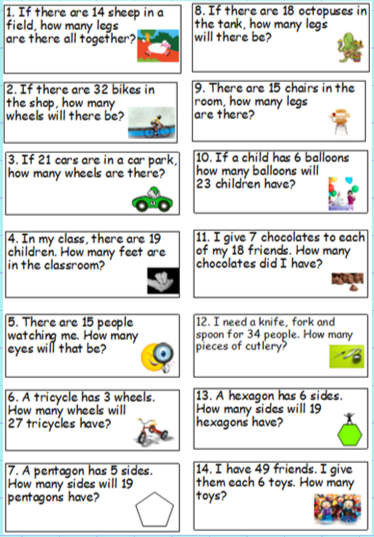 1. If there are 14 sheep in a
field, how many legs
are there all together?
2. If there are 32 bikes in
the shop, how many
wheels will there be?
3. If 21 cars are in a car park,
how many wheels are there?
4. In my class, there are 19
children. How many feet are
in the classroom?
5. There are 15 people
watching me. How many
eyes will that be?
6. A tricycle has 3 wheels.
How many wheels will
27 tricycles have?
7. A pentagon has 5 sides.
How many sides will 19
pentagons have?
8. If there are 18 octopuses in
the tank, how many legs
will there be?
9. There are 15 chairs in the
room, how many legs
are there?
10. If a child has 6 balloons
how many balloons will
23 children have?
11. I give 7 chocolates to each
of my 18 friends. How many
chocolates did I have?
12. I need a knife, fork and
spoon for 34 people. How many
pieces of cutlery?
13. A hexagon has 6 sides.
How many sides will 19
hexagons have?
14. I have 49 friends. I give
them each 6 toys. How many
toys?